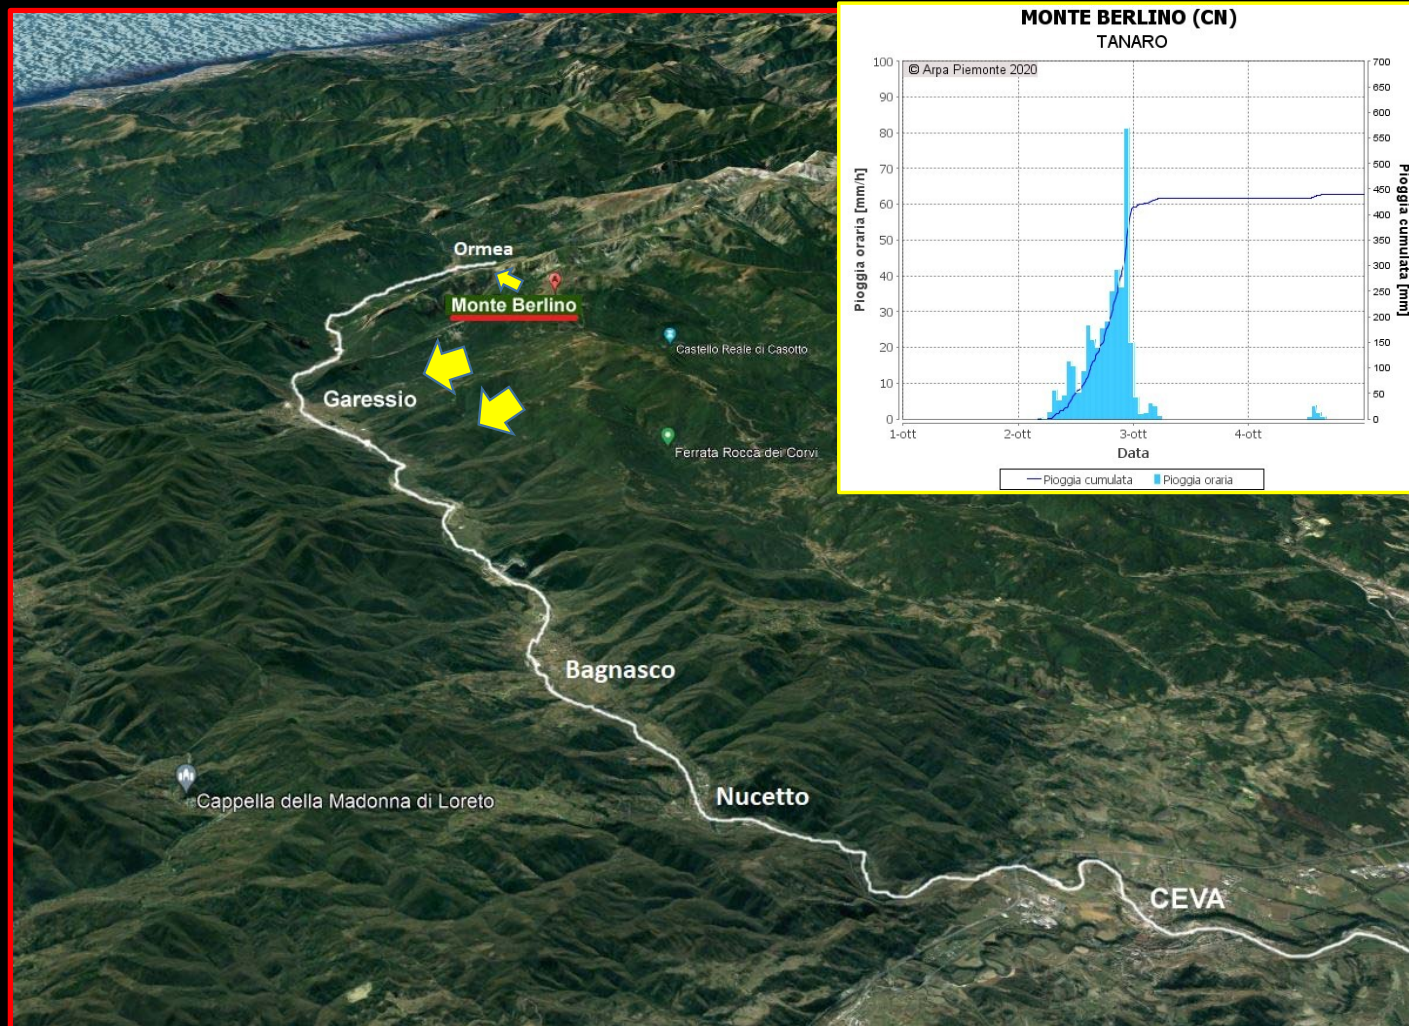 MONTE BERLINO (CN)
TANARO
© Arpa Piemonte 2020
Pioggia oraria [mm/h]
100
90
80
70
60
50
40
30
20
10
0
700
650
600
550
500
450
400
350
300
250
200
150
100
50
0
Pioggia cumulata [mm]
1-ott 2-ott 3-ott 4-ott
Data
Pioggia cumulata Pioggia oraria
Ormea
A
Monte Berlino
Castello Reale di Casotto
Garessio
Ferrata Rocca dei Corvi
Bagnasco
Nucetto
Cappella della Madonna di Loreto
CEVA